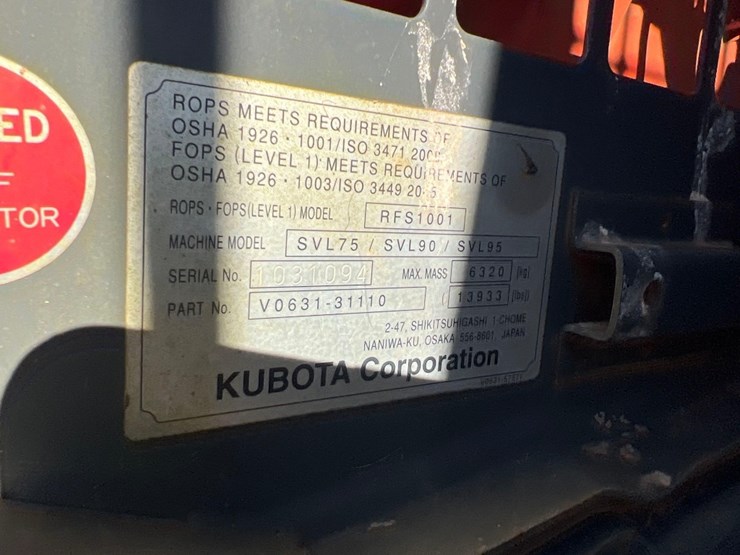 ED
F
TOR
ROPS MEETS REQUIREMENTS OF
OSHA 1926 · 1001/ISO 3471
FOPS (LEVEL 1) MEETS REQUIREMENTS OF
OSHA 1926 · 1003/ISO 3449
ROPS · FOPS(LEVEL 1) MODEL RFS1001
MACHINE MODEL SVL75 / SVL90 / SVL95
SERIAL No. 1031094 MAX. MASS 6320 (kg)
PART No. V0631-31110 13933 (lbs)
2-47, SHIKITSUHIGASHI 1-CHOME
NANIWA-KU, OSAKA 556-8601, JAPAN
KUBOTA Corporation